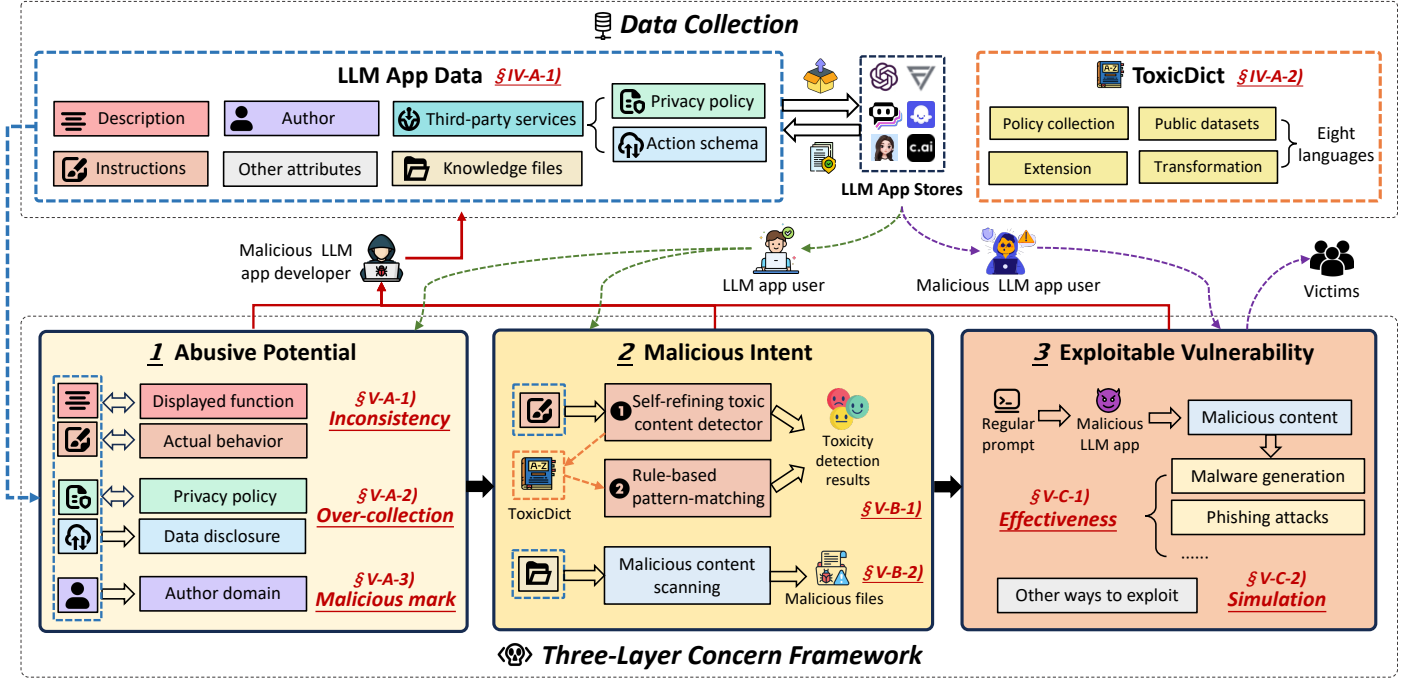 Data Collection
LLM App Data § IV-A-1)
Description
Author
Third-party services
Privacy policy
Action schema
Instructions
Other attributes
Knowledge files
c.ai
LLM App Stores
A-Z
ToxicDict § IV-A-2)
Policy collection
Public datasets
Extension
Transformation
Eight
languages
Malicious LLM
app developer
LLM app user
Malicious LLM app user
Victims
1 Abusive Potential
Displayed function
Actual behavior
§ V-A-1)
Inconsistency
Privacy policy
Data disclosure
§ V-A-2)
Over-collection
Author domain
§ V-A-3)
Malicious mark
2 Malicious Intent
1 Self-refining toxic
content detector
A-Z
ToxicDict
2 Rule-based
pattern-matching
Toxicity
detection
results
§ V-B-1)
Malicious content
scanning
Malicious files
§ V-B-2)
3 Exploitable Vulnerability
Regular
prompt
Malicious
LLM app
Malicious content
Malware generation
Phishing attacks
......
§ V-C-1)
Effectiveness
Other ways to exploit
§ V-C-2)
Simulation
Three-Layer Concern Framework